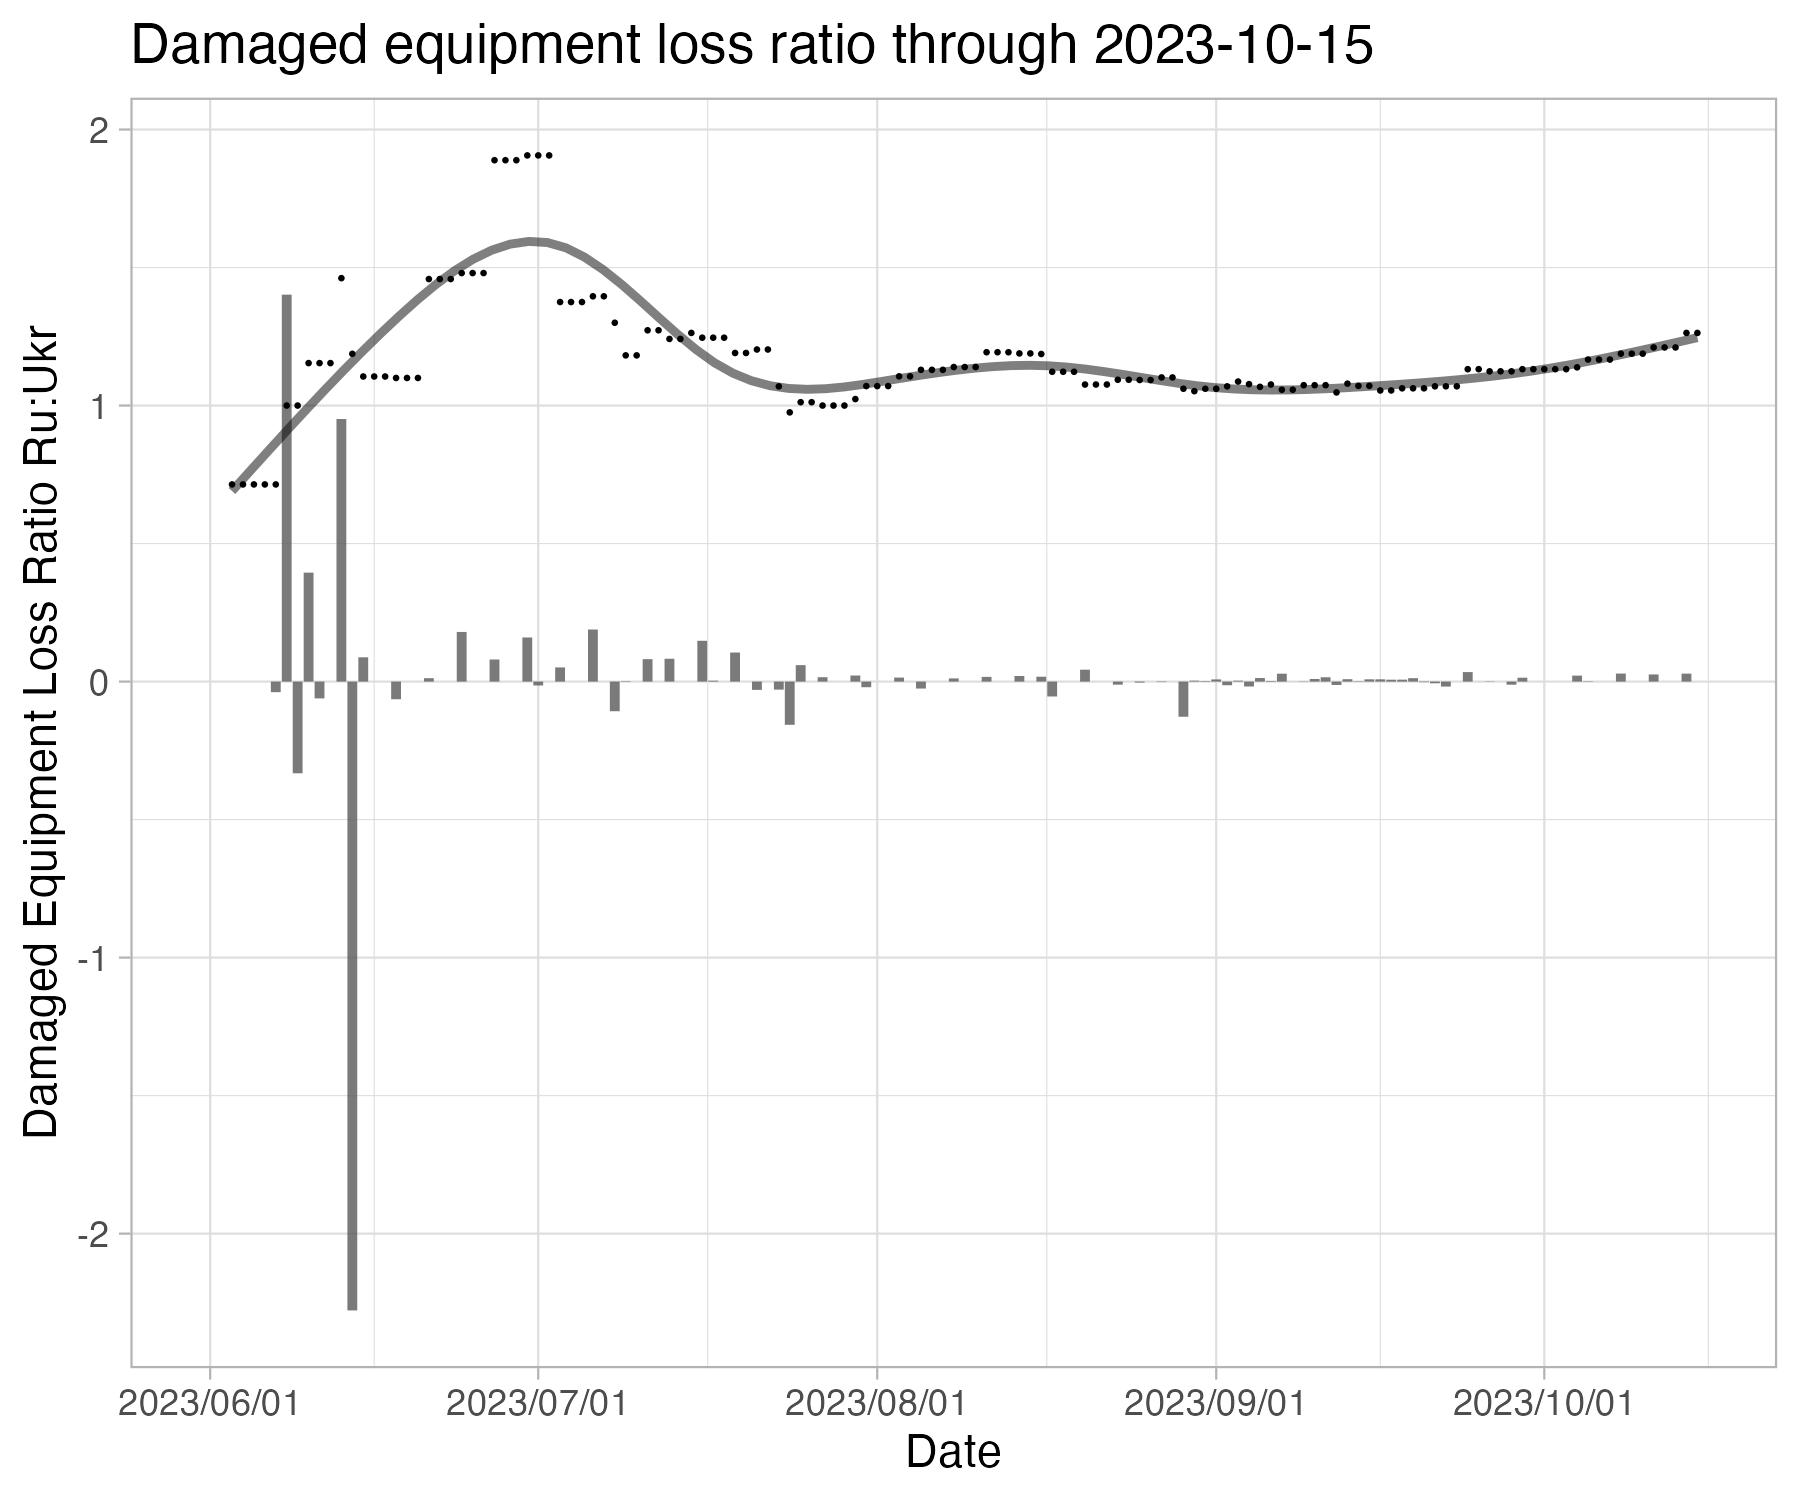 Damaged equipment loss ratio through 2023-10-15
Damaged Equipment Loss Ratio Ru:Ukr
2
1
0
-1
-2
2023/06/01 2023/07/01 2023/08/01 2023/09/01 2023/10/01
Date